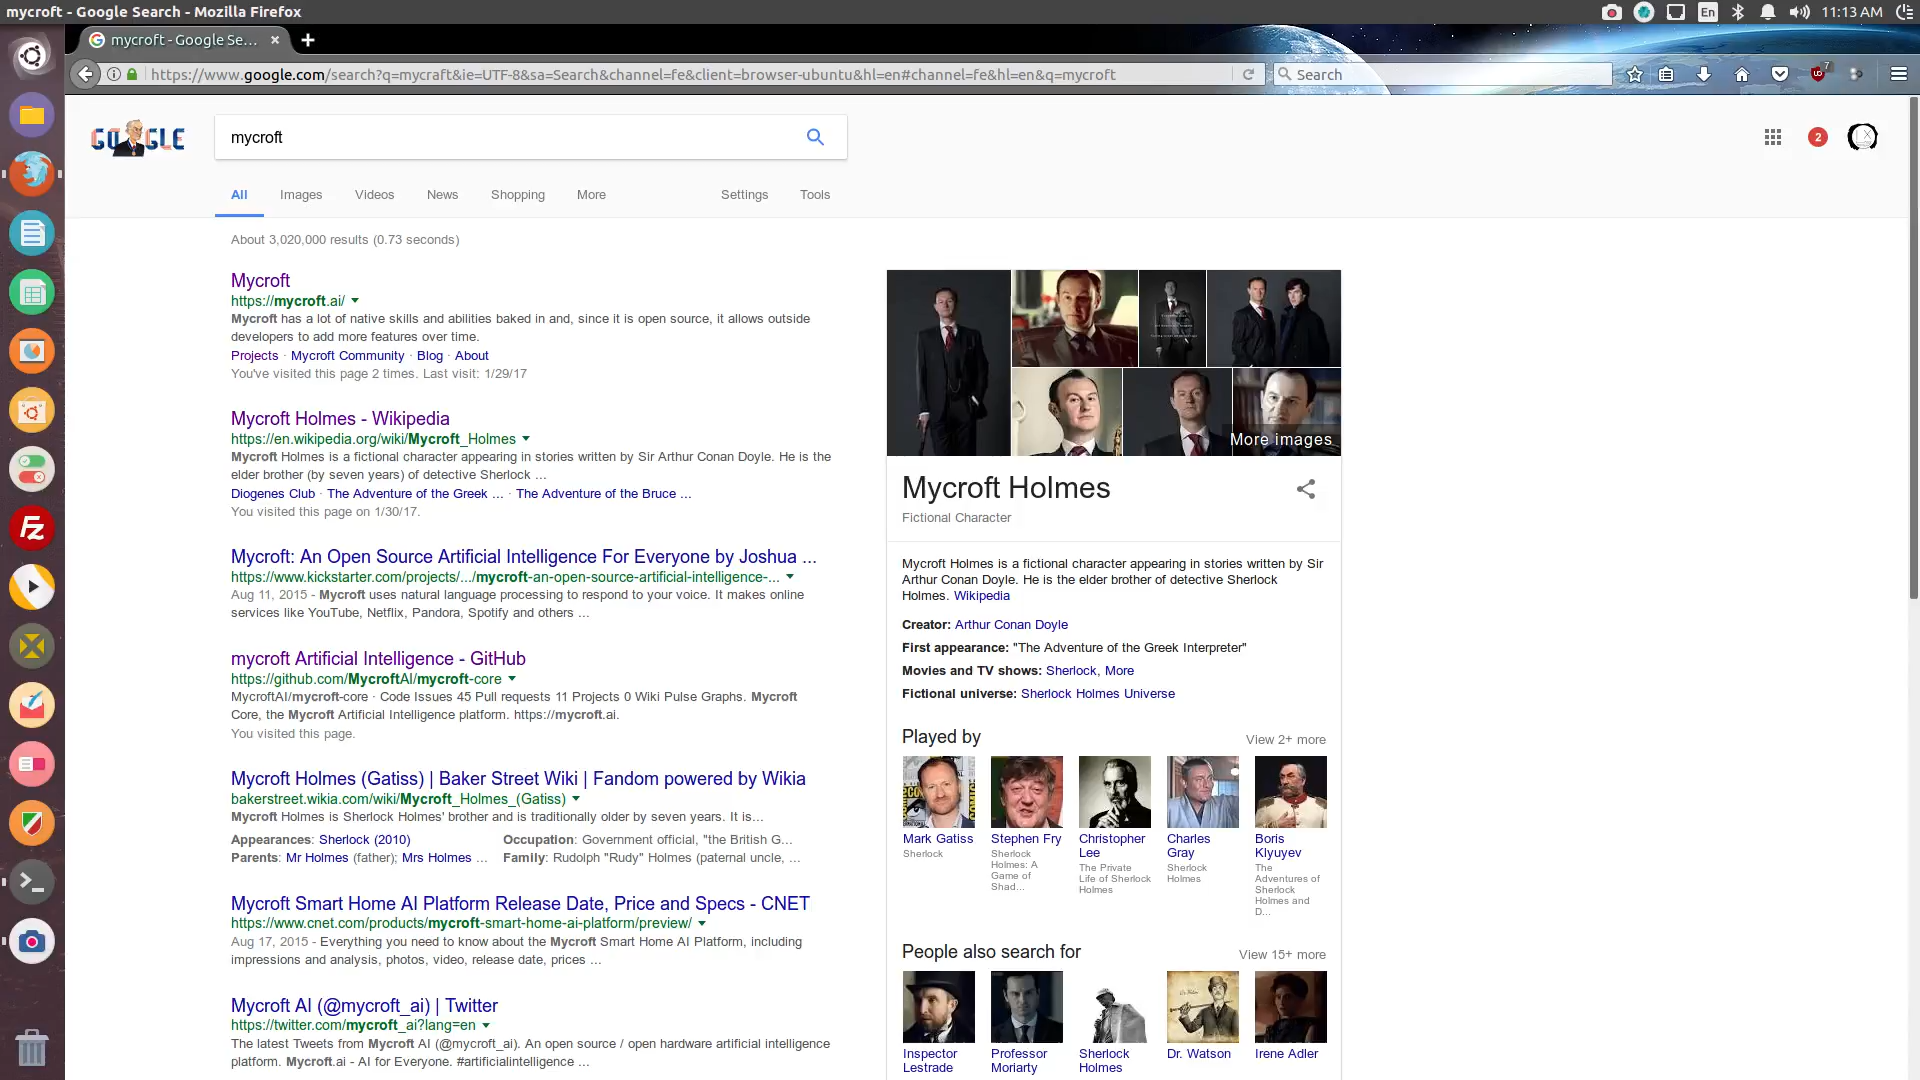 mycroft - Google Search - Mozilla Firefox
En
11:13 AM
mycroft - Google Se...
https://www.google.com/search?q=mycraft&ie=UTF-8&sa=Search&channel=fe&client=browser-ubuntu&hl=en#channel=fe&hl=en&q=mycroft
Search
7
mycroft
2
All Images Videos News Shopping More Settings Tools
About 3,020,000 results (0.73 seconds)
Mycroft
https://mycroft.ai/
Mycroft has a lot of native skills and abilities baked in and, since it is open source, it allows outside
developers to add more features over time.
Projects · Mycroft Community · Blog · About
You've visited this page 2 times. Last visit: 1/29/17
Mycroft Holmes - Wikipedia
https://en.wikipedia.org/wiki/Mycroft_Holmes
Mycroft Holmes is a fictional character appearing in stories written by Sir Arthur Conan Doyle. He is the
elder brother (by seven years) of detective Sherlock ...
Diogenes Club · The Adventure of the Greek ... · The Adventure of the Bruce ...
You visited this page on 1/30/17.
Mycroft: An Open Source Artificial Intelligence For Everyone by Joshua ...
https://www.kickstarter.com/projects/.../mycroft-an-open-source-artificial-intelligence-...
Aug 11, 2015 - Mycroft uses natural language processing to respond to your voice. It makes online
services like YouTube, Netflix, Pandora, Spotify and others ...
mycroft Artificial Intelligence - GitHub
https://github.com/MycroftAI/mycroft-core
MycroftAI/mycroft-core · Code Issues 45 Pull requests 11 Projects 0 Wiki Pulse Graphs. Mycroft
Core, the Mycroft Artificial Intelligence platform. https://mycroft.ai.
You visited this page.
Mycroft Holmes (Gatiss) | Baker Street Wiki | Fandom powered by Wikia
bakerstreet.wikia.com/wiki/Mycroft_Holmes_(Gatiss)
Mycroft Holmes is Sherlock Holmes' brother and is traditionally older by seven years. It is...
Appearances: Sherlock (2010) Occupation: Government official, "the British G...
Parents: Mr Holmes (father); Mrs Holmes ... Family: Rudolph "Rudy" Holmes (paternal uncle, ...
Mycroft Smart Home AI Platform Release Date, Price and Specs - CNET
https://www.cnet.com/products/mycroft-smart-home-ai-platform/preview/
Aug 17, 2015 - Everything you need to know about the Mycroft Smart Home AI Platform, including
impressions and analysis, photos, video, release date, prices ...
Mycroft AI (@mycroft_ai) | Twitter
https://twitter.com/mycroft_ai?lang=en
The latest Tweets from Mycroft AI (@mycroft_ai). An open source / open hardware artificial intelligence
platform. Mycroft.ai - AI for Everyone. #artificialintelligence ...
More images
Mycroft Holmes
Fictional Character
Mycroft Holmes is a fictional character appearing in stories written by Sir
Arthur Conan Doyle. He is the elder brother of detective Sherlock
Holmes. Wikipedia
Creator: Arthur Conan Doyle
First appearance: "The Adventure of the Greek Interpreter"
Movies and TV shows: Sherlock, More
Fictional universe: Sherlock Holmes Universe
Played by View 2+ more
Mark Gatiss
Sherlock
Stephen Fry
Sherlock
Holmes: A
Game of
Shad...
Christopher
Lee
The Private
Life of Sherlock
Holmes
Charles
Gray
Sherlock
Holmes
Boris
Klyuyev
The
Adventures of
Sherlock
Holmes and
D...
People also search for View 15+ more
Inspector
Lestrade
Professor
Moriarty
Sherlock
Holmes
Dr. Watson
Irene Adler